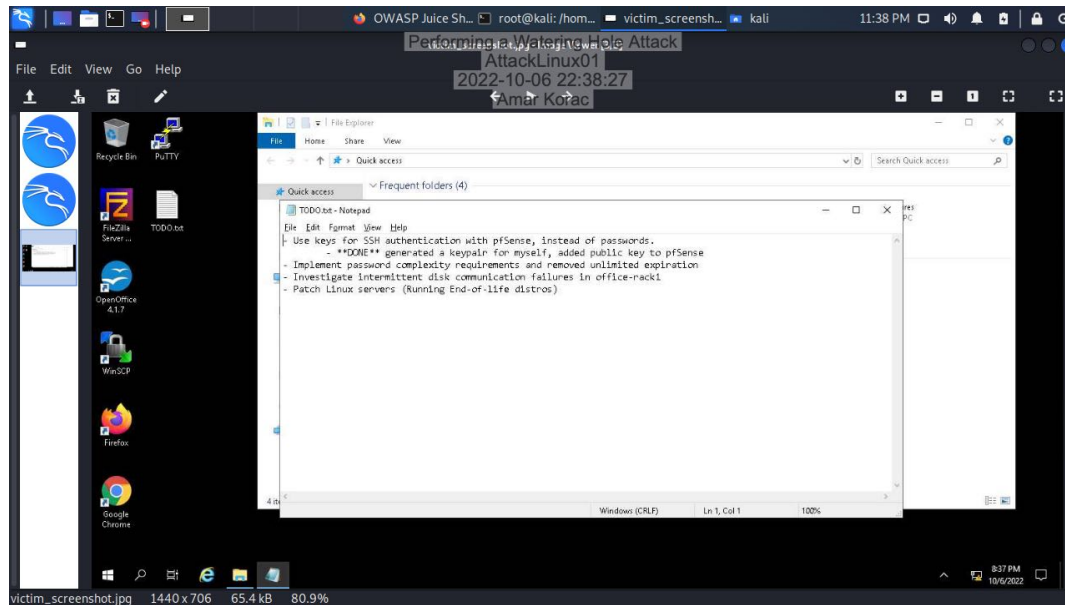 OWASP Juice Sh...
root@kali: /hom...
victim_screensh...
kali
11:38 PM
Performing a Watering Hole Attack
AttackLinux01
2022-10-06 22:38:27
Amar Korac
File Edit View Go Help
Recycle Bin
PuTTY
FileZilla Server ...
TODO.txt
OpenOffice 4.1.7
WinSCP
Firefox
Google Chrome
File Explorer
File Home Share View
Quick access
Search Quick access
Quick access
Frequent folders (4)
TODO.txt - Notepad
File Edit Format View Help
- Use keys for SSH authentication with pfSense, instead of passwords.
- **DONE** generated a keypair for myself, added public key to pfSense
- Implement password complexity requirements and removed unlimited expiration
- Investigate intermittent disk communication failures in office-rack1
- Patch Linux servers (Running End-of-life distros)
Windows (CRLF) Ln 1, Col 1 100%
8:37 PM
10/6/2022
victim_screenshot.jpg 1440 x 706 65.4 kB 80.9%